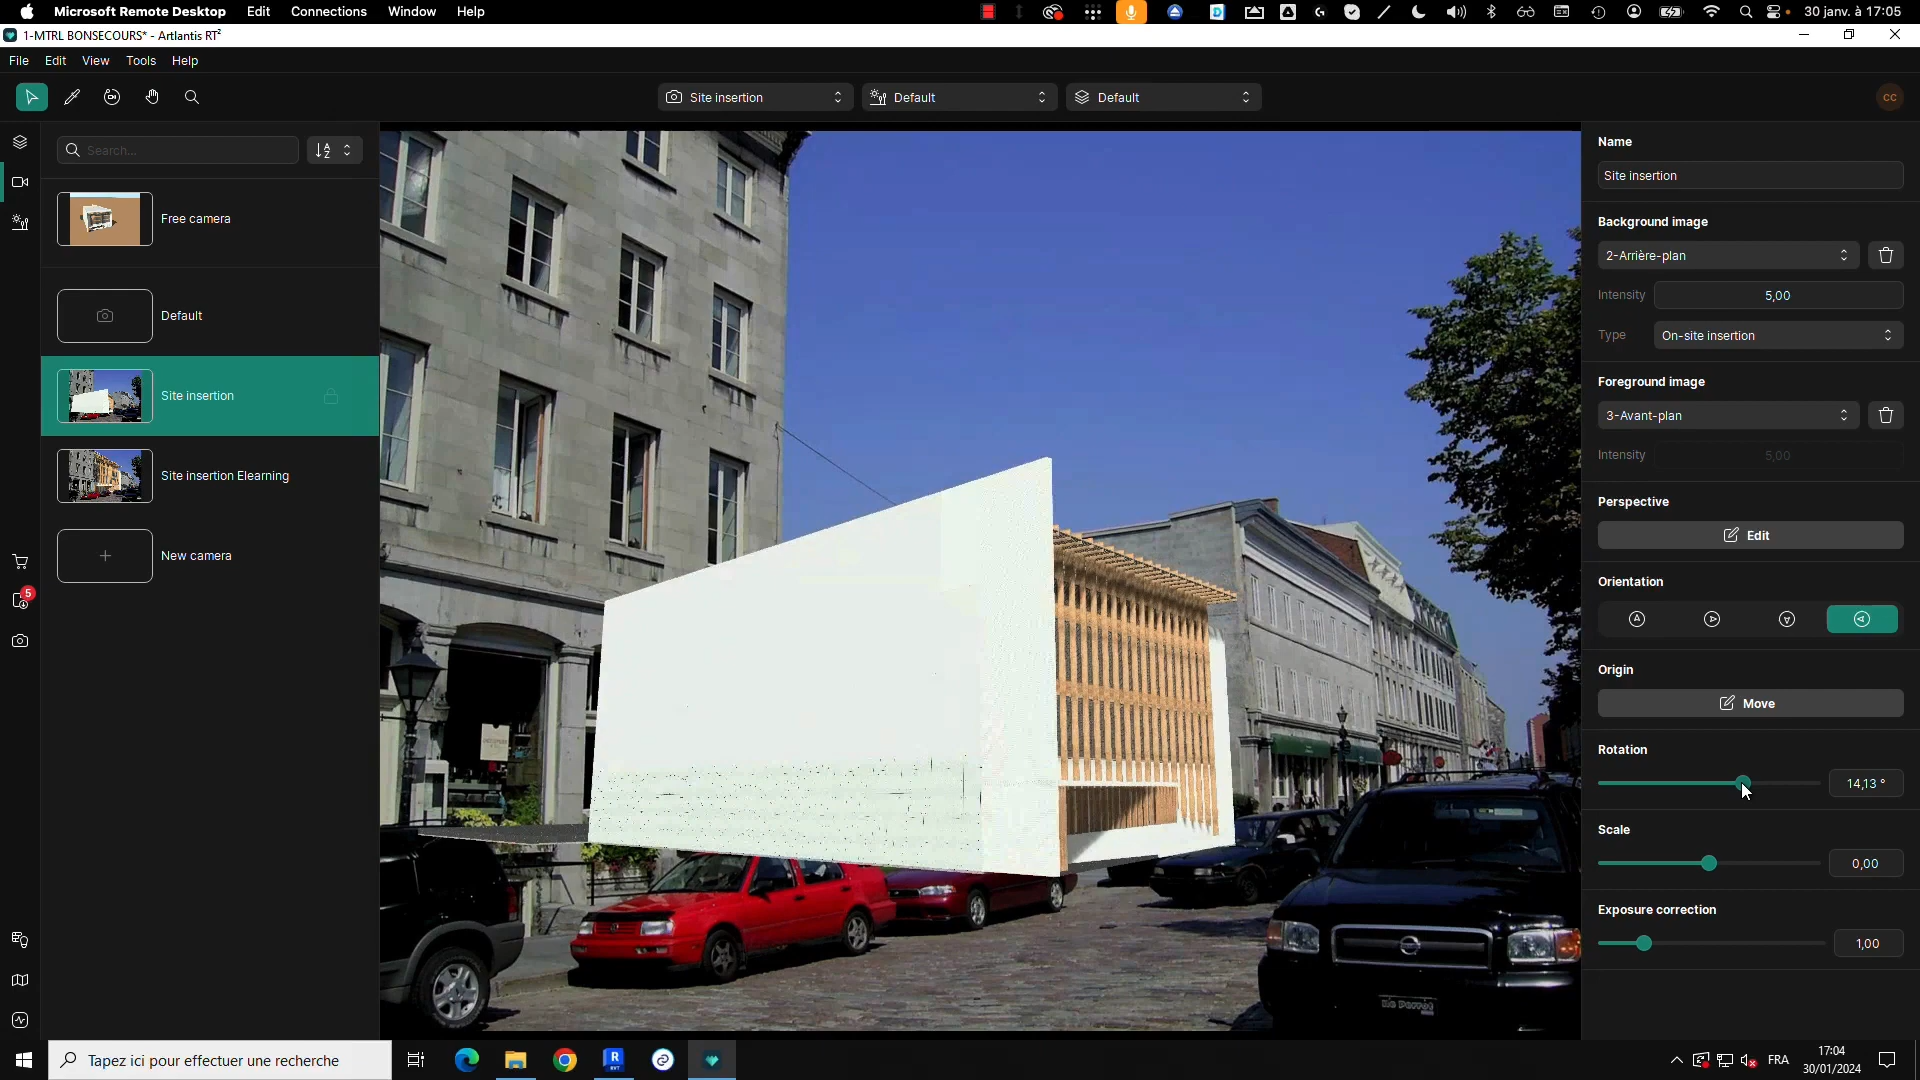 Microsoft Remote Desktop Edit Connections Window Help 30 janv. à 17:05
1-MTRL BONSECOURS* - Artlantis RT²
File Edit View Tools Help
Site insertion Default Default CC
Search...
Free camera
Default
Site insertion
Site insertion Elearning
New camera
5
Name
Site insertion
Background image
2-Arrière-plan
Intensity 5,00
Type On-site insertion
Foreground image
3-Avant-plan
Intensity 5,00
Perspective
Edit
Orientation
Origin
Move
Rotation
14,13 °
Scale
0,00
Exposure correction
1,00
Tapez ici pour effectuer une recherche
FRA
17:04
30/01/2024